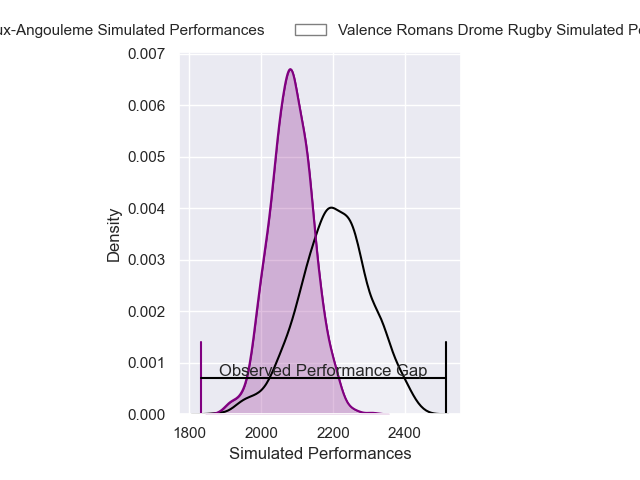 ux-Angouleme Simulated Performances
Valence Romans Drome Rugby Simulated Pe
0.007
0.006
0.005
0.004
0.003
0.002
0.001
0.000
Density
Observed Performance Gap
1800 2000 2200 2400
Simulated Performances